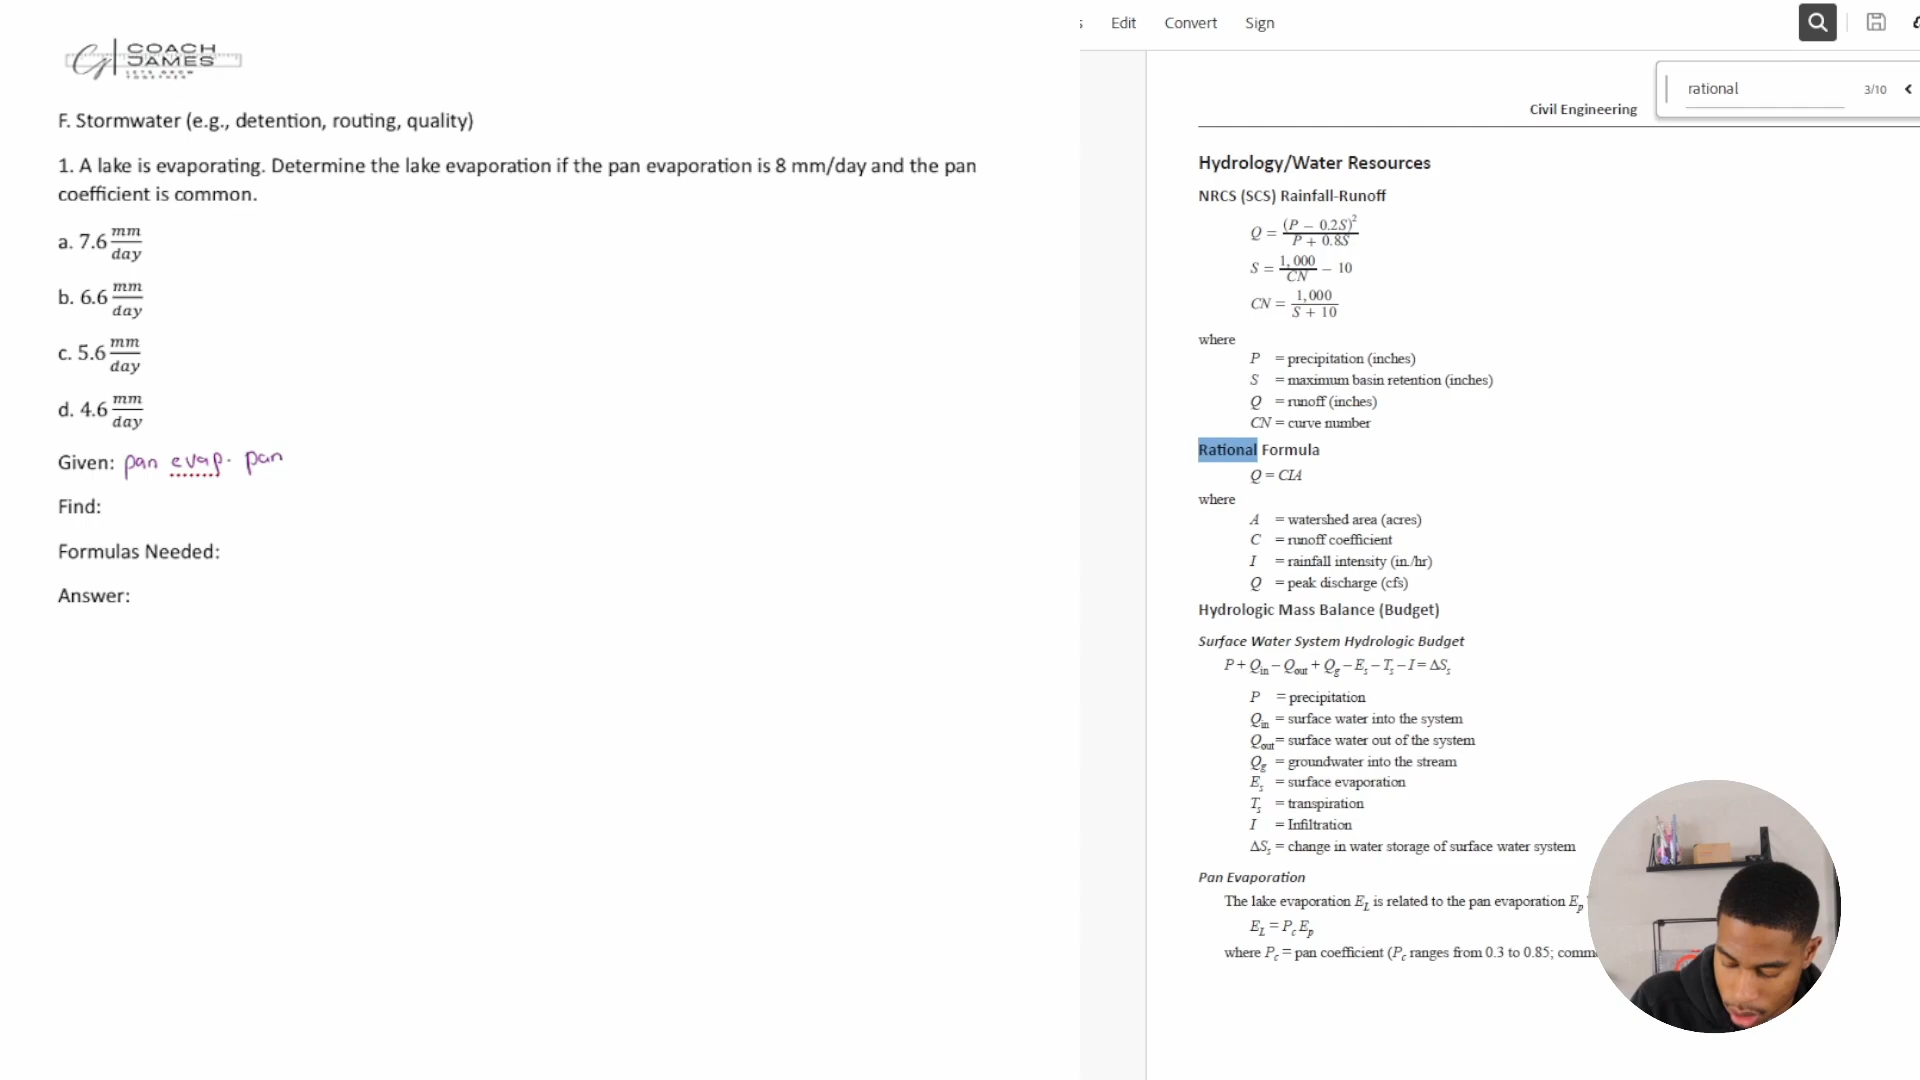 COACH
JAMES
LETS GROW
TOGETHER
F. Stormwater (e.g., detention, routing, quality)
1. A lake is evaporating. Determine the lake evaporation if the pan evaporation is 8 mm/day and the pan
coefficient is common.
a. 7.6 mm/day
b. 6.6 mm/day
c. 5.6 mm/day
d. 4.6 mm/day
Given: pan evap. pan
Find:
Formulas Needed:
Answer:
Edit Convert Sign
rational 3/10
Civil Engineering
Hydrology/Water Resources
NRCS (SCS) Rainfall-Runoff
Q = (P − 0.2S)² / P + 0.8S
S = 1,000 / CN − 10
CN = 1,000 / S + 10
where
P = precipitation (inches)
S = maximum basin retention (inches)
Q = runoff (inches)
CN = curve number
Rational Formula
Q = CIA
where
A = watershed area (acres)
C = runoff coefficient
I = rainfall intensity (in./hr)
Q = peak discharge (cfs)
Hydrologic Mass Balance (Budget)
Surface Water System Hydrologic Budget
P + Qin − Qout + Qg − Es − Ts − I = ΔSs
P = precipitation
Qin = surface water into the system
Qout = surface water out of the system
Qg = groundwater into the stream
Es = surface evaporation
Ts = transpiration
I = Infiltration
ΔSs = change in water storage of surface water system
Pan Evaporation
The lake evaporation EL is related to the pan evaporation Ep
EL = Pc Ep
where Pc = pan coefficient (Pc ranges from 0.3 to 0.85;